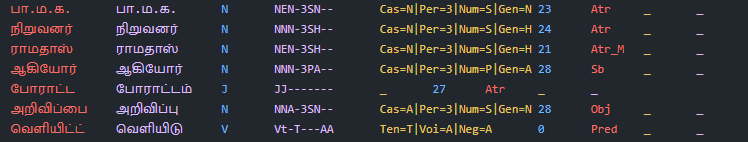 பா.ம.க. பா.ம.க. N NEN-3SN-- Cas=N|Per=3|Num=S|Gen=N 23 Atr _ _
நிறுவனர் நிறுவனர் N NNN-3SH-- Cas=N|Per=3|Num=S|Gen=H 24 Atr _ _
ராமதாஸ் ராமதாஸ் N NEN-3SH-- Cas=N|Per=3|Num=S|Gen=H 21 Atr_M _ _
ஆகியோர் ஆகியோர் N NNN-3PA-- Cas=N|Per=3|Num=P|Gen=A 28 Sb _ _
போராட்ட போராட்டம் J JJ------- _ 27 Atr _ _
அறிவிப்பை அறிவிப்பு N NNA-3SN-- Cas=A|Per=3|Num=S|Gen=N 28 Obj _ _
வெளியிட்ட் வெளியிடு V Vt-T---AA Ten=T|Voi=A|Neg=A 0 Pred _ _